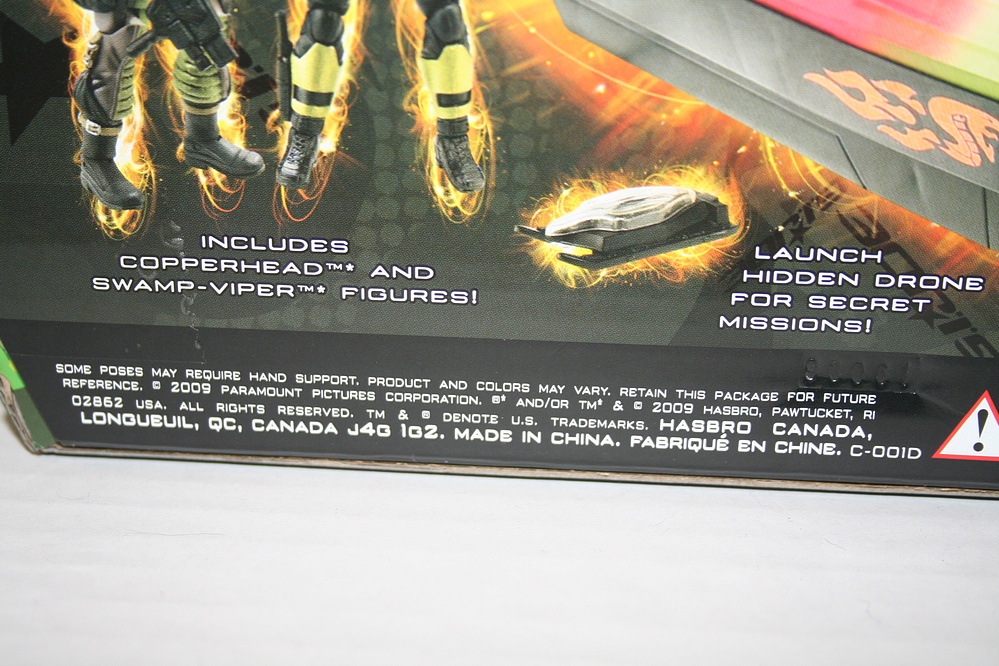 INCLUDES
COPPERHEAD™* AND
SWAMP-VIPER™* FIGURES!
LAUNCH
HIDDEN DRONE
FOR SECRET
MISSIONS!
SOME POSES MAY REQUIRE HAND SUPPORT. PRODUCT AND COLORS MAY VARY. RETAIN THIS PACKAGE FOR FUTURE
REFERENCE. © 2009 PARAMOUNT PICTURES CORPORATION. ®* AND/OR TM* & © 2009 HASBRO, PAWTUCKET, RI
02862 USA. ALL RIGHTS RESERVED. TM & ® DENOTE U.S. TRADEMARKS. HASBRO CANADA,
LONGUEUIL, QC, CANADA J4G 1G2. MADE IN CHINA. FABRIQUÉ EN CHINE. C-001D